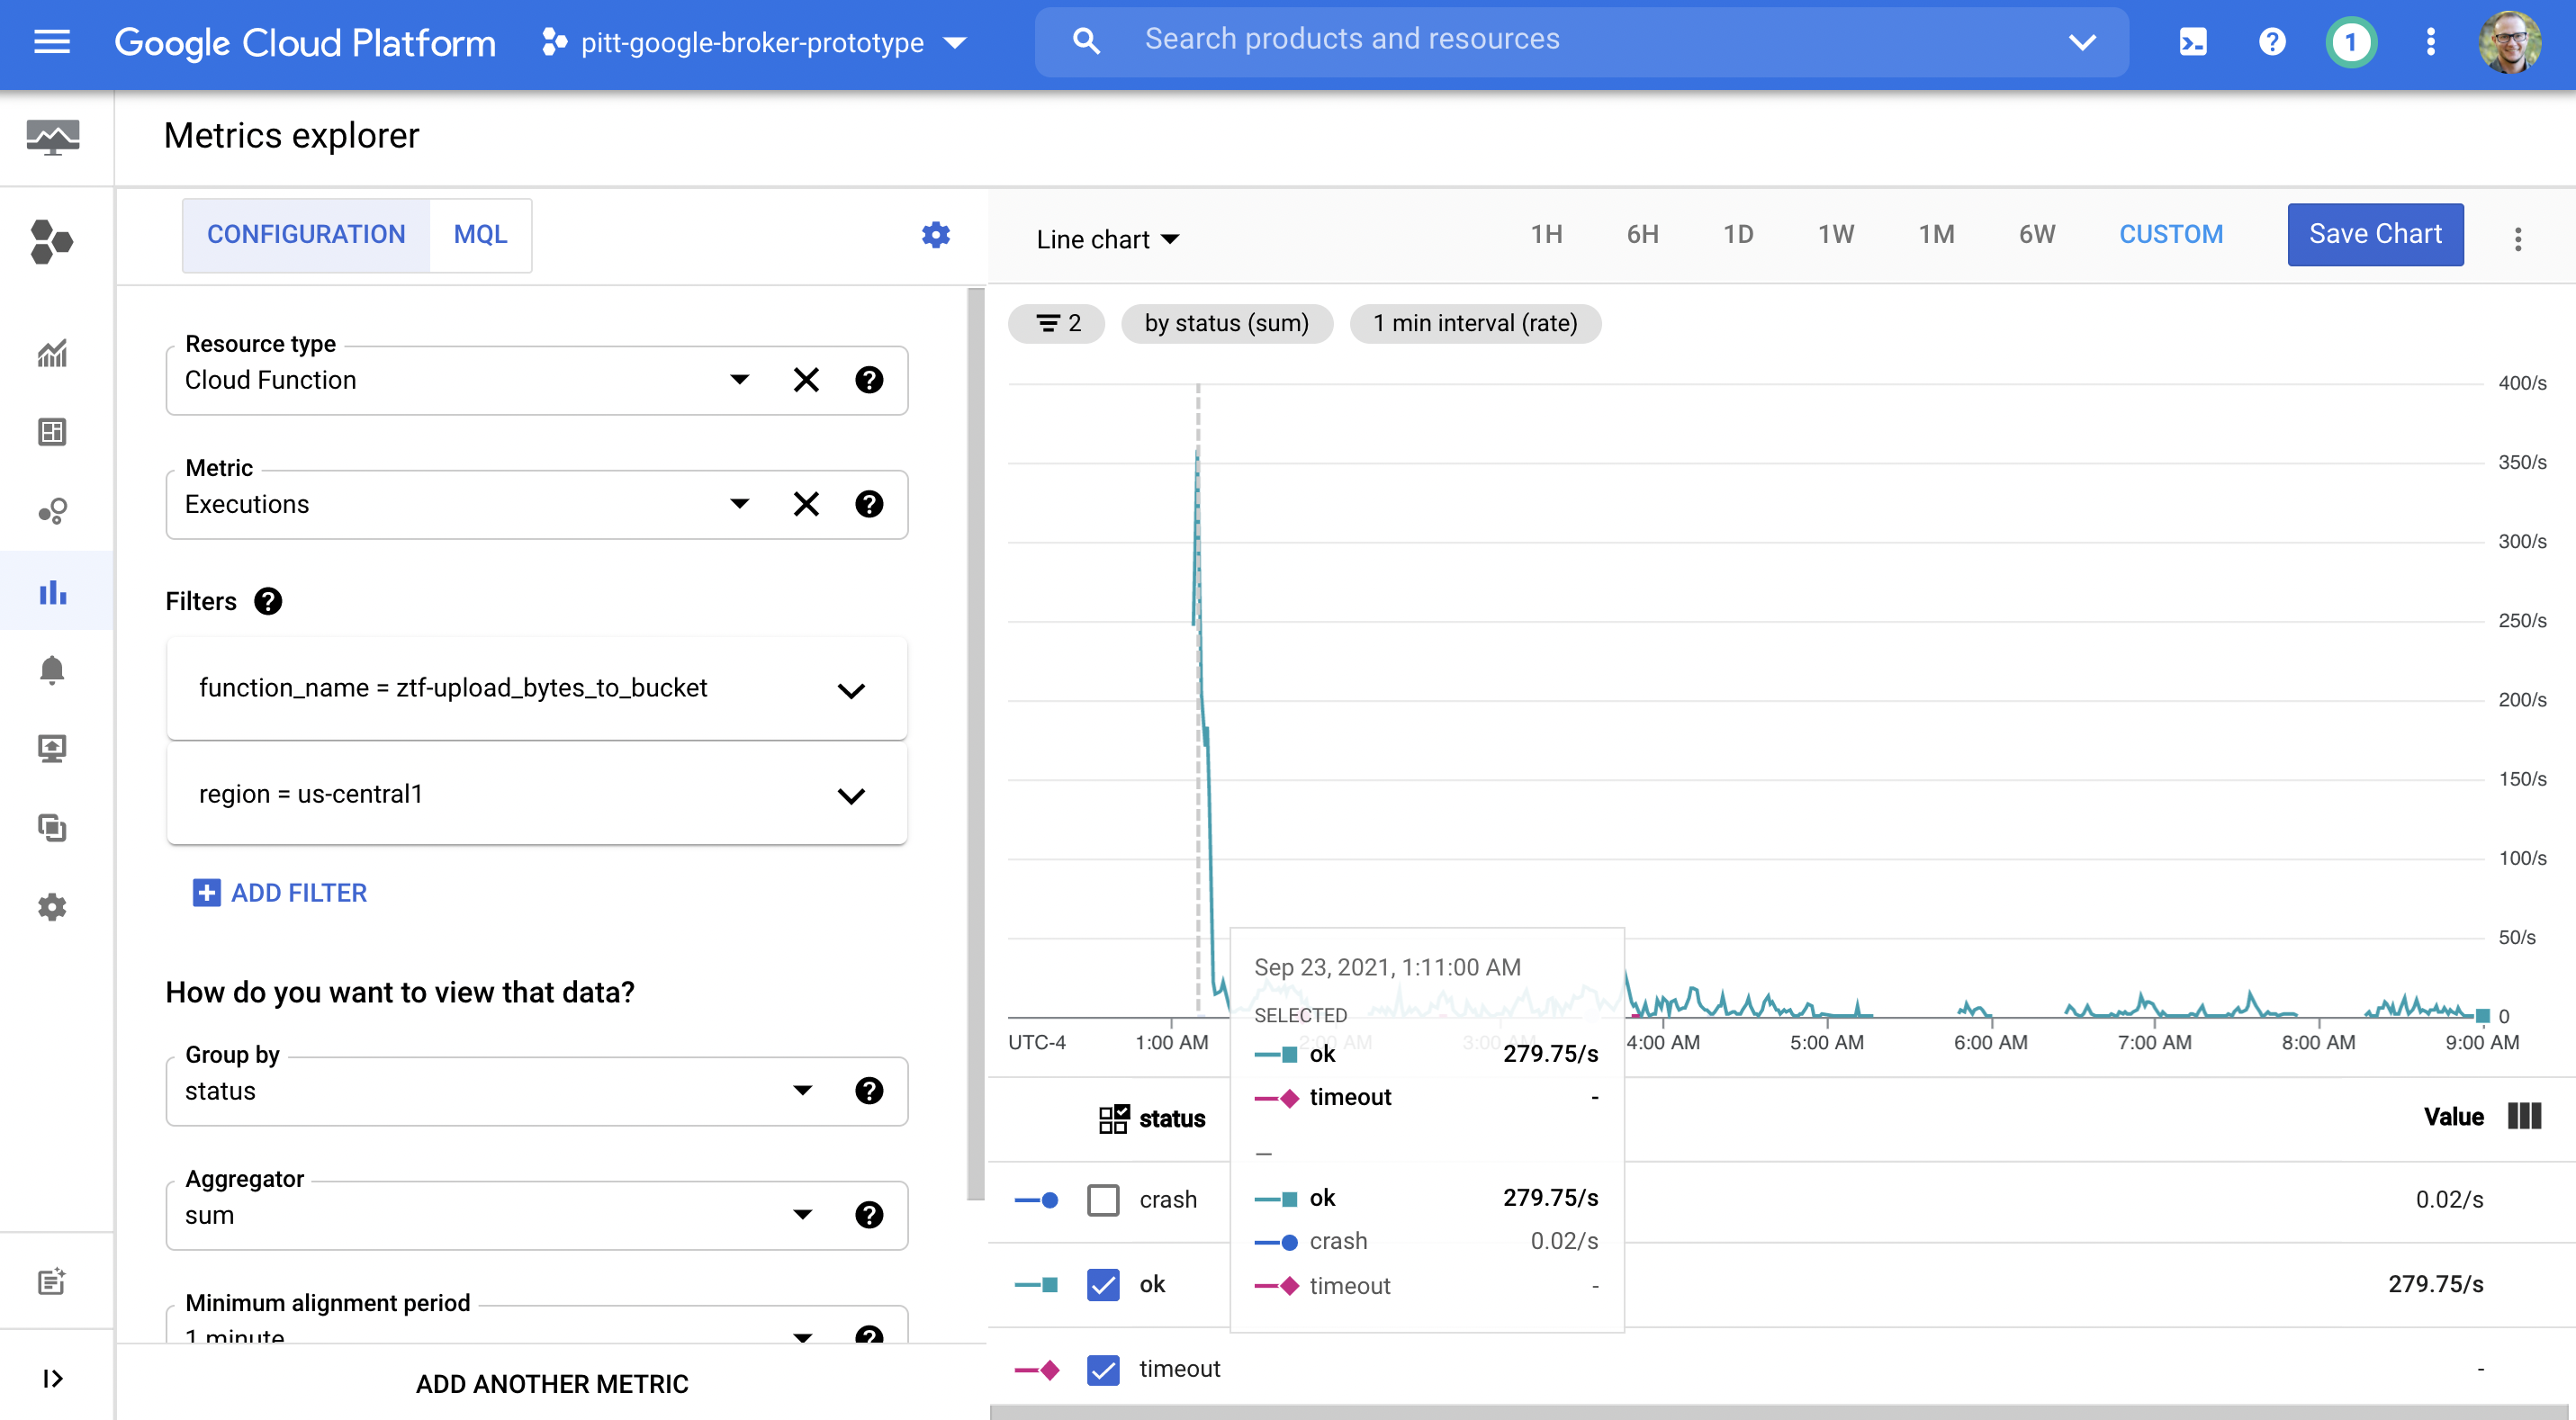 Google Cloud Platform
pitt-google-broker-prototype
Search products and resources
1
Metrics explorer
CONFIGURATION
MQL
Resource type
Cloud Function
Metric
Executions
Filters
function_name = ztf-upload_bytes_to_bucket
region = us-central1
ADD FILTER
How do you want to view that data?
Group by
status
Aggregator
sum
Minimum alignment period
1 minute
ADD ANOTHER METRIC
Line chart
1H
6H
1D
1W
1M
6W
CUSTOM
Save Chart
2
by status (sum)
1 min interval (rate)
400/s
350/s
300/s
250/s
200/s
150/s
100/s
50/s
0
UTC-4
1:00 AM
2:00 AM
3:00 AM
4:00 AM
5:00 AM
6:00 AM
7:00 AM
8:00 AM
9:00 AM
Sep 23, 2021, 1:11:00 AM
SELECTED
ok 279.75/s
timeout -
—
ok 279.75/s
crash 0.02/s
timeout -
status Value
crash 0.02/s
ok 279.75/s
timeout -